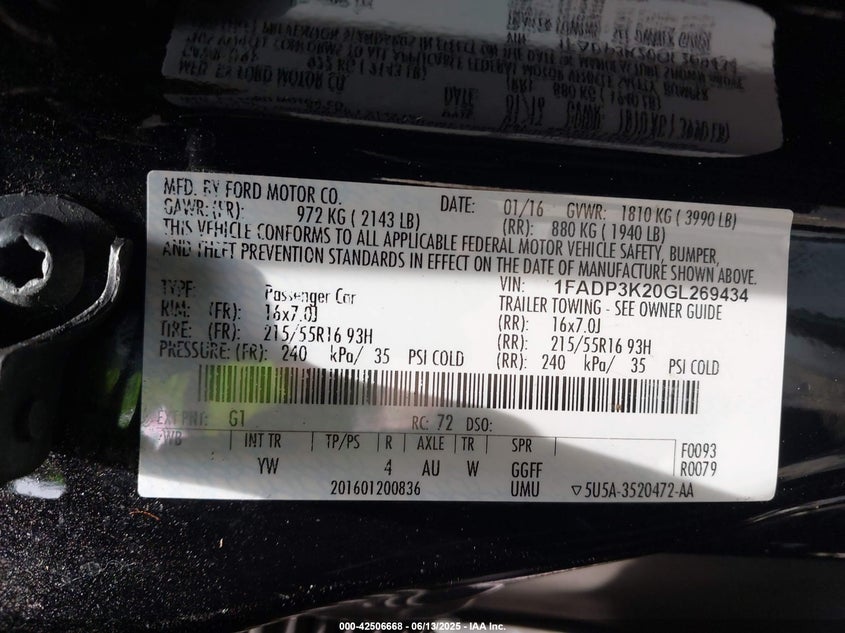 MFD. BY FORD MOTOR CO. DATE: 01/16 GVWR: 1810 KG ( 3990 LB)
GAWR: (FR): 972 KG ( 2143 LB) (RR): 880 KG ( 1940 LB)
THIS VEHICLE CONFORMS TO ALL APPLICABLE FEDERAL MOTOR VEHICLE SAFETY, BUMPER,
AND THEFT PREVENTION STANDARDS IN EFFECT ON THE DATE OF MANUFACTURE SHOWN ABOVE.
VIN: 1FADP3K20GL269434
TYPE: Passenger Car TRAILER TOWING - SEE OWNER GUIDE
RIM: (FR): 16x7.0J (RR): 16x7.0J
TIRE: (FR): 215/55R16 93H (RR): 215/55R16 93H
PRESSURE: (FR): 240 kPa/ 35 PSI COLD (RR): 240 kPa/ 35 PSI COLD
EXT PNT: G1 RC: 72 DSO:
WB INT TR TP/PS R AXLE TR SPR F0093
YW 4 AU W GGFF R0079
201601200836 UMU ▽5U5A-3520472-AA
000-42506668 - 06/13/2025 - IAA Inc.